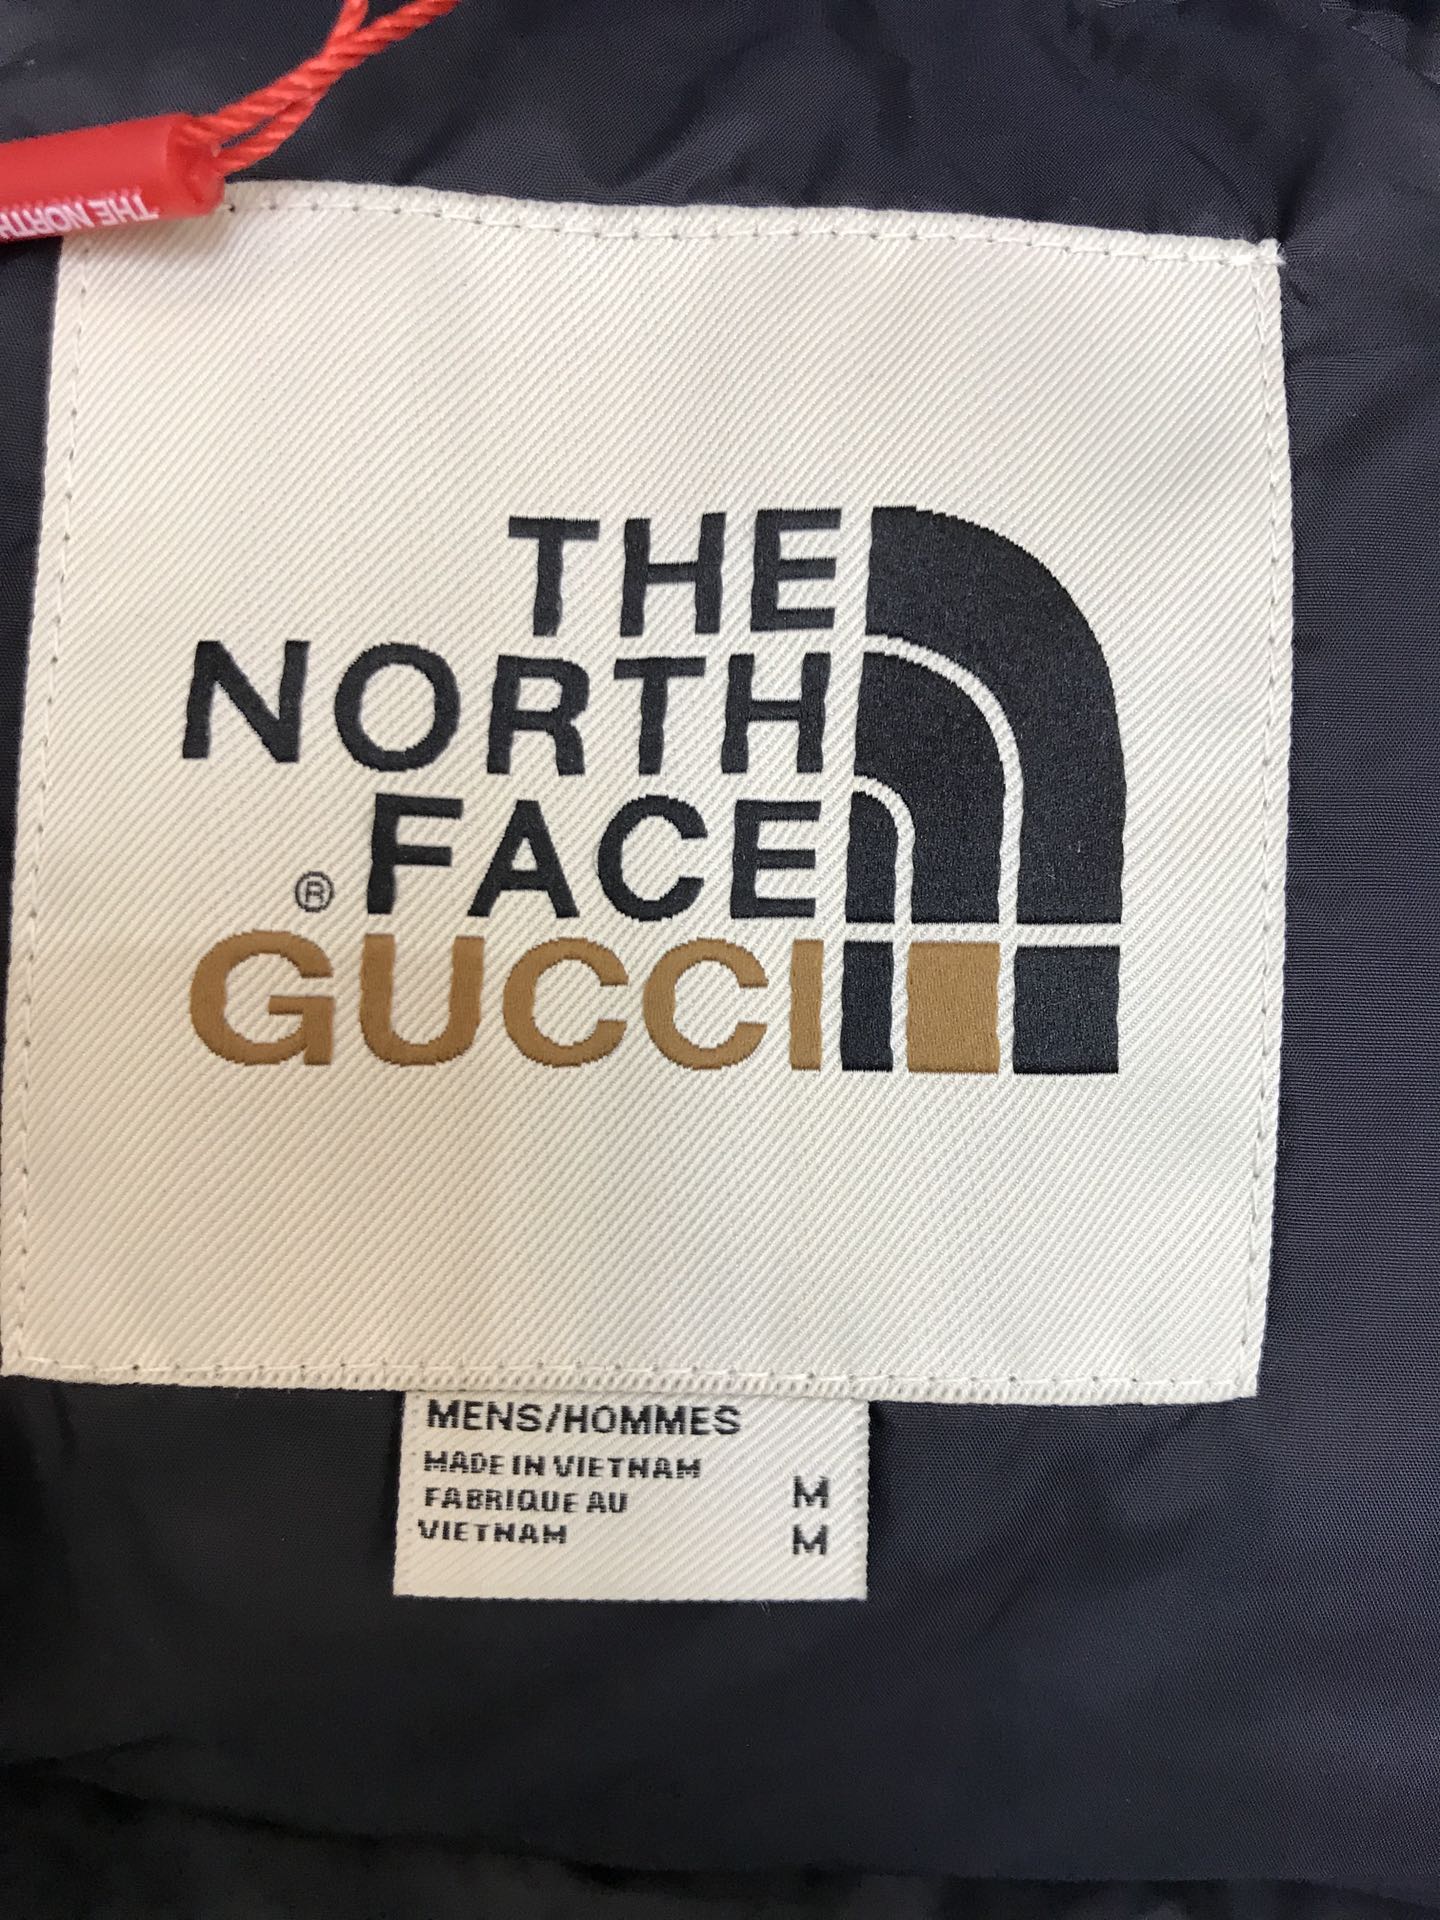 THE NORTH
THE
NORTH
® FACE
GUCCI
MENS/HOMMES
MADE IN VIETNAM
FABRIQUE AU M
VIETNAM M